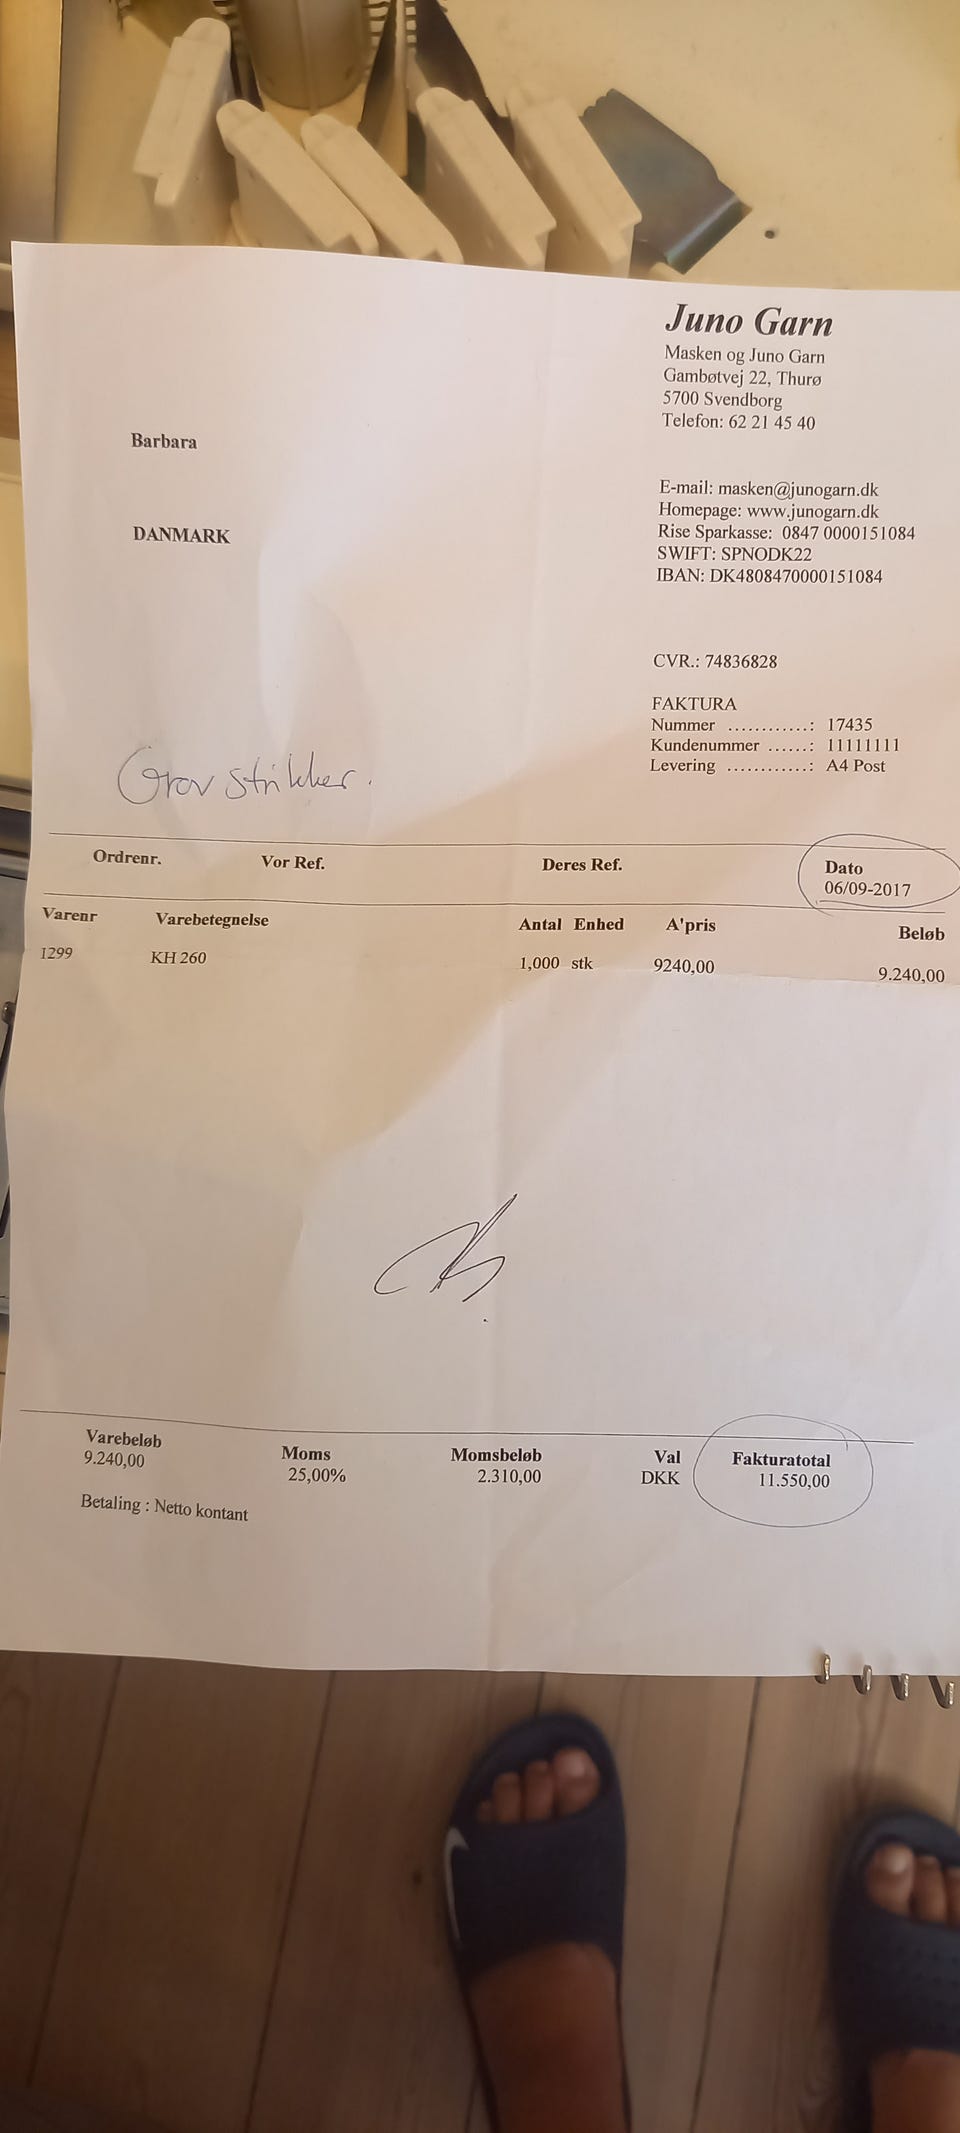 Juno Garn
Masken og Juno Garn
Gambøtvej 22, Thurø
5700 Svendborg
Telefon: 62 21 45 40
Barbara
DANMARK
E-mail: masken@junogarn.dk
Homepage: www.junogarn.dk
Rise Sparkasse: 0847 0000151084
SWIFT: SPNODK22
IBAN: DK4808470000151084
CVR.: 74836828
FAKTURA
Nummer ............: 17435
Kundenummer ......: 11111111
Levering ............: A4 Post
Grov strikker.
Ordrenr. Vor Ref. Deres Ref. Dato
06/09-2017
Varenr Varebetegnelse Antal Enhed A'pris Beløb
1299 KH 260 1,000 stk 9240,00 9.240,00
Varebeløb Moms Momsbeløb Val Fakturatotal
9.240,00 25,00% 2.310,00 DKK 11.550,00
Betaling : Netto kontant